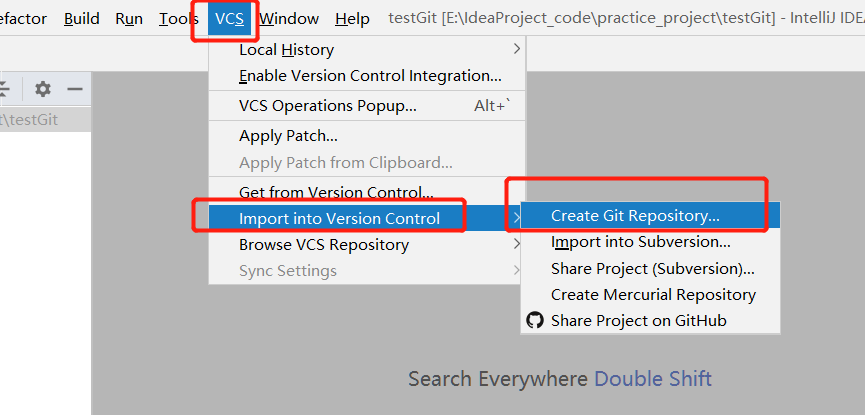 efactor Build Run Tools VCS Window Help testGit [E:\IdeaProject_code\practice_project\testGit] - IntelliJ IDEA
Local History
Enable Version Control Integration...
VCS Operations Popup... Alt+`
t\testGit
Apply Patch...
Apply Patch from Clipboard...
Get from Version Control...
Import into Version Control
Create Git Repository...
Browse VCS Repository
Import into Subversion...
Sync Settings
Share Project (Subversion)...
Create Mercurial Repository
Share Project on GitHub
Search Everywhere Double Shift